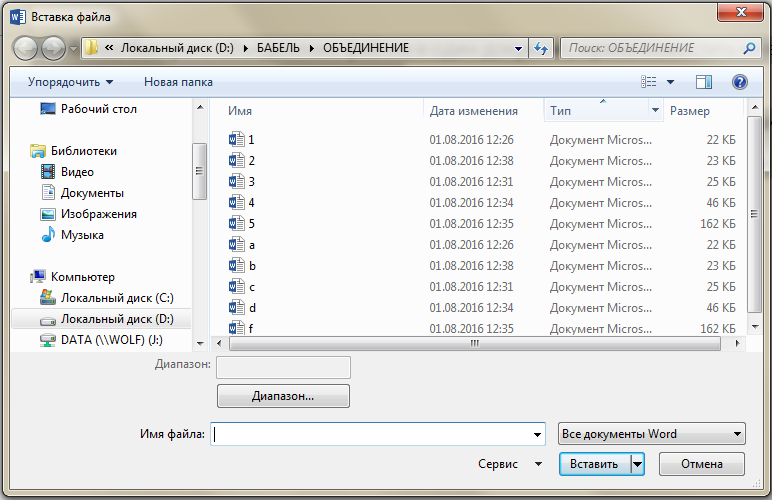 Вставка файла
Локальный диск (D:) БАБЕЛЬ ОБЪЕДИНЕНИЕ Поиск: ОБЪЕДИНЕНИЕ
Упорядочить Новая папка
Рабочий стол
Библиотеки
Видео
Документы
Изображения
Музыка
Компьютер
Локальный диск (C:)
Локальный диск (D:)
DATA (\\WOLF) (J:)
Имя Дата изменения Тип Размер
1 01.08.2016 12:26 Документ Micros... 22 КБ
2 01.08.2016 12:38 Документ Micros... 23 КБ
3 01.08.2016 12:31 Документ Micros... 25 КБ
4 01.08.2016 12:34 Документ Micros... 46 КБ
5 01.08.2016 12:35 Документ Micros... 162 КБ
a 01.08.2016 12:26 Документ Micros... 22 КБ
b 01.08.2016 12:38 Документ Micros... 23 КБ
c 01.08.2016 12:31 Документ Micros... 25 КБ
d 01.08.2016 12:34 Документ Micros... 46 КБ
f 01.08.2016 12:35 Документ Micros... 162 КБ
Диапазон:
Диапазон...
Имя файла: Все документы Word
Сервис Вставить Отмена